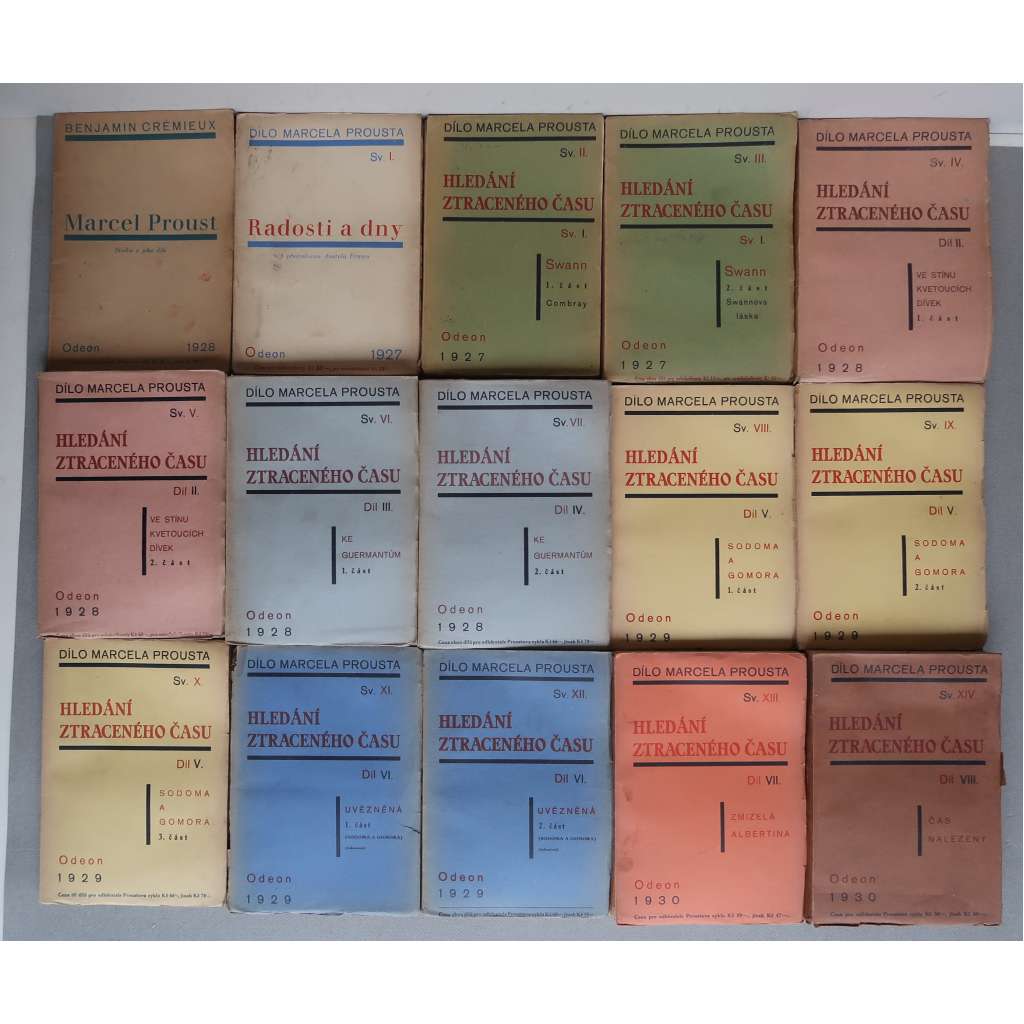 BENJAMIN CRÉMIEUX
Marcel Proust
Studie o jeho díle
Odeon 1928
DÍLO MARCELA PROUSTA
Sv. I.
Radosti a dny
S předmluvou Anatola France
Odeon 1927
DÍLO MARCELA PROUSTA
Sv. II.
HLEDÁNÍ
ZTRACENÉHO ČASU
Sv. I.
Swann
1. část
Combray
Odeon
1927
DÍLO MARCELA PROUSTA
Sv. III.
HLEDÁNÍ
ZTRACENÉHO ČASU
Sv. I.
Swann
2. část
Swannova
láska
Odeon
1927
DÍLO MARCELA PROUSTA
Sv. IV.
HLEDÁNÍ
ZTRACENÉHO ČASU
Díl II.
VE STÍNU
KVETOUCÍCH
DÍVEK
1. část
Odeon
1928
DÍLO MARCELA PROUSTA
Sv. V.
HLEDÁNÍ
ZTRACENÉHO ČASU
Díl II.
VE STÍNU
KVETOUCÍCH
DÍVEK
2. část
Odeon
1928
DÍLO MARCELA PROUSTA
Sv. VI.
HLEDÁNÍ
ZTRACENÉHO ČASU
Díl III.
KE
GUERMANTŮM
1. část
Odeon
1928
DÍLO MARCELA PROUSTA
Sv. VII.
HLEDÁNÍ
ZTRACENÉHO ČASU
Díl IV.
KE
GUERMANTŮM
2. část
Odeon
1928
DÍLO MARCELA PROUSTA
Sv. VIII.
HLEDÁNÍ
ZTRACENÉHO ČASU
Díl V.
SODOMA
A
GOMORA
1. část
Odeon
1929
DÍLO MARCELA PROUSTA
Sv. IX.
HLEDÁNÍ
ZTRACENÉHO ČASU
Díl V.
SODOMA
A
GOMORA
2. část
Odeon
1929
DÍLO MARCELA PROUSTA
Sv. X.
HLEDÁNÍ
ZTRACENÉHO ČASU
Díl V.
SODOMA
A
GOMORA
3. část
Odeon
1929
DÍLO MARCELA PROUSTA
Sv. XI.
HLEDÁNÍ
ZTRACENÉHO ČASU
Díl VI.
UVĚZNĚNÁ
1. část
(SODOMA A GOMORA)
Odeon
1929
DÍLO MARCELA PROUSTA
Sv. XII.
HLEDÁNÍ
ZTRACENÉHO ČASU
Díl VI.
UVĚZNĚNÁ
2. část
(SODOMA A GOMORA)
Odeon
1929
DÍLO MARCELA PROUSTA
Sv. XIII.
HLEDÁNÍ
ZTRACENÉHO ČASU
Díl VII.
ZMIZELÁ
ALBERTINA
Odeon
1930
DÍLO MARCELA PROUSTA
Sv. XIV.
HLEDÁNÍ
ZTRACENÉHO ČASU
Díl VIII.
ČAS
NALEZENÝ
Odeon
1930